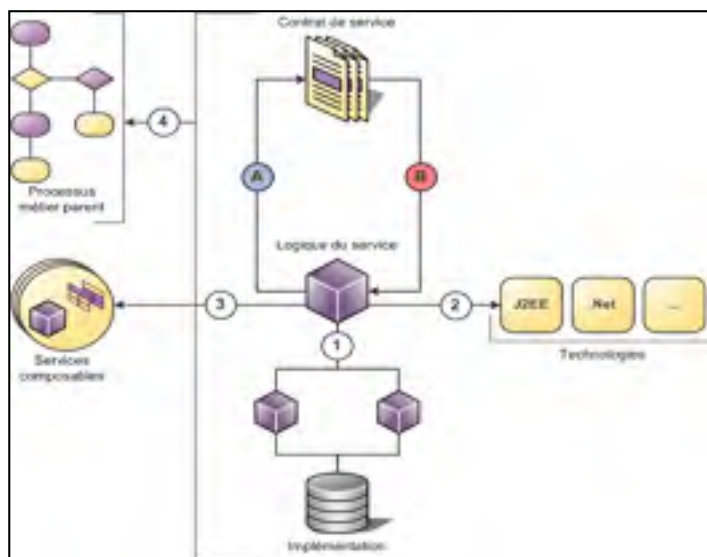 Contrat de service
4
Processus
métier parent
A
B
Logique du service
3
2
J2EE
.Net
...
1
Services
composables
Technologies
Implémentation